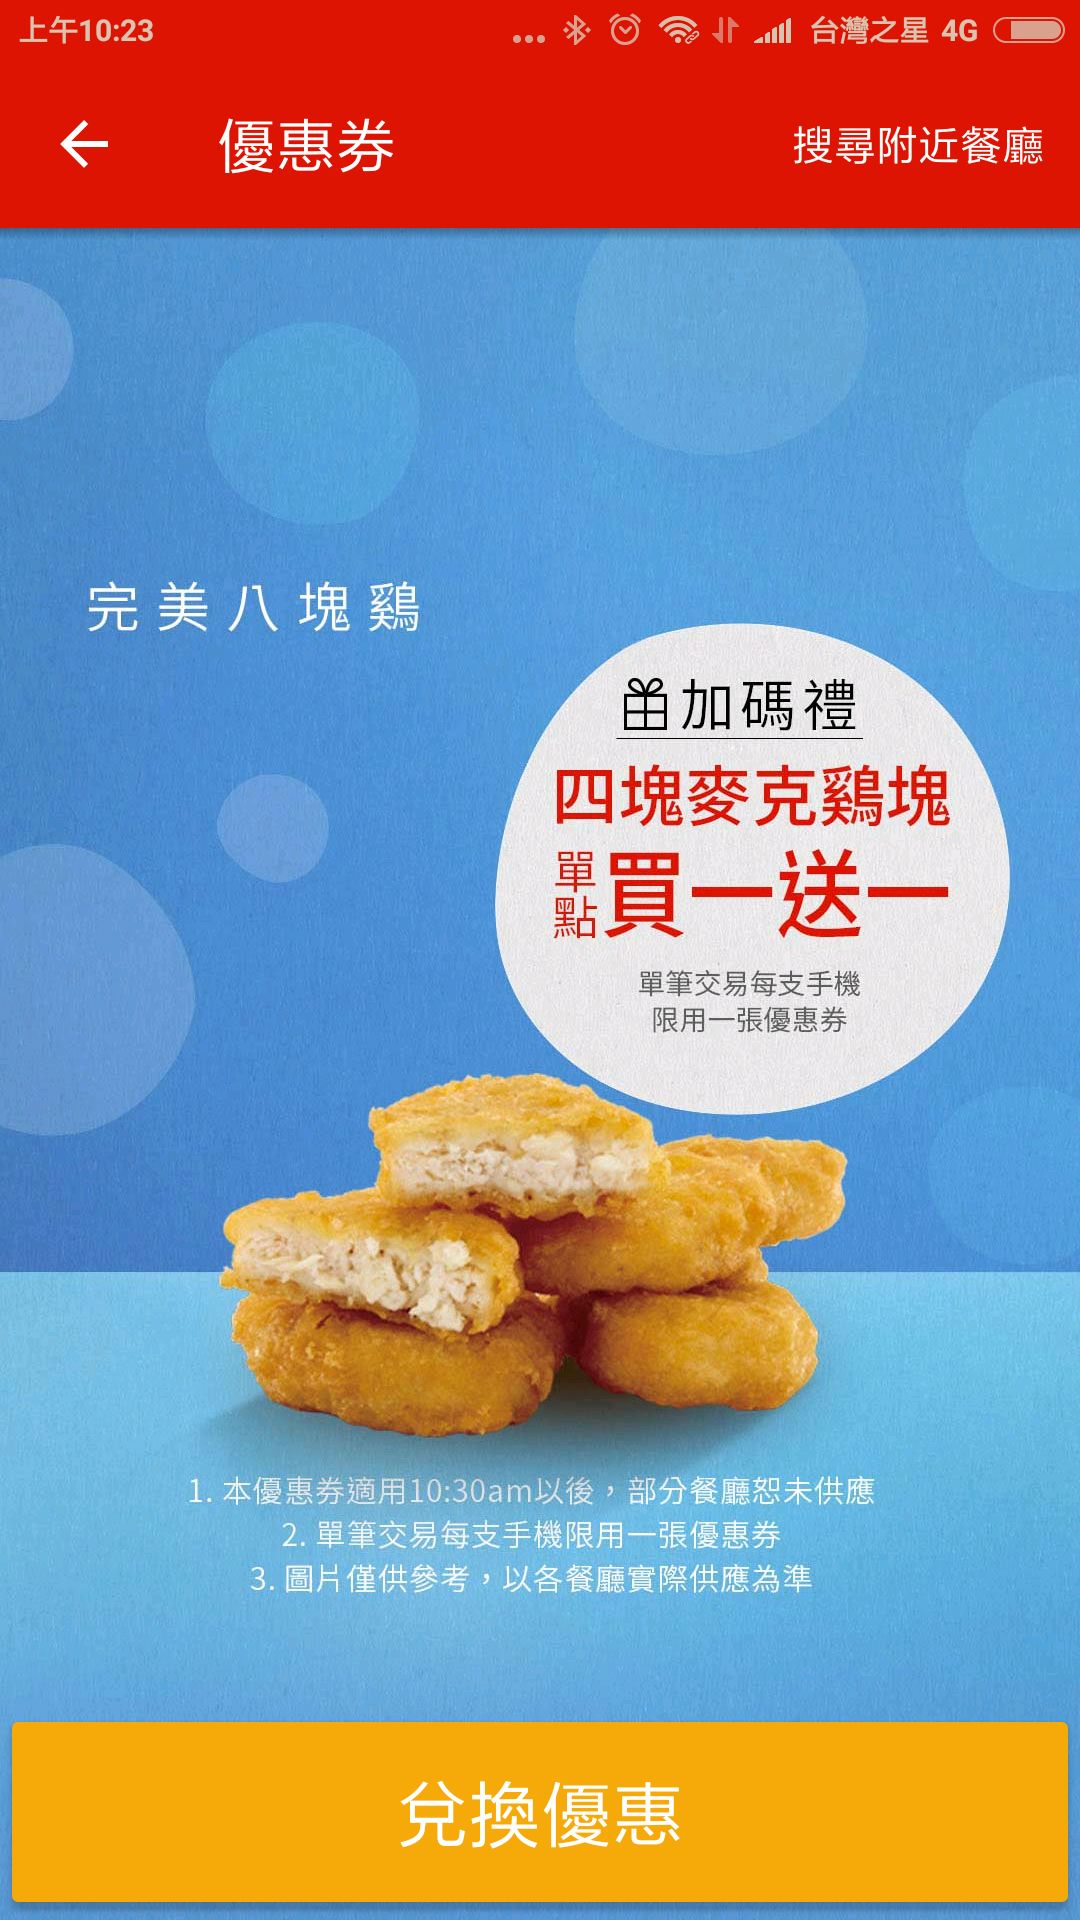 上午10:23
... 台灣之星 4G
優惠券
搜尋附近餐廳
完美八塊鷄
加碼禮
四塊麥克鷄塊
單點
買一送一
單筆交易每支手機
限用一張優惠券
1. 本優惠券適用10:30am以後，部分餐廳恕未供應
2. 單筆交易每支手機限用一張優惠券
3. 圖片僅供參考，以各餐廳實際供應為準
兌換優惠